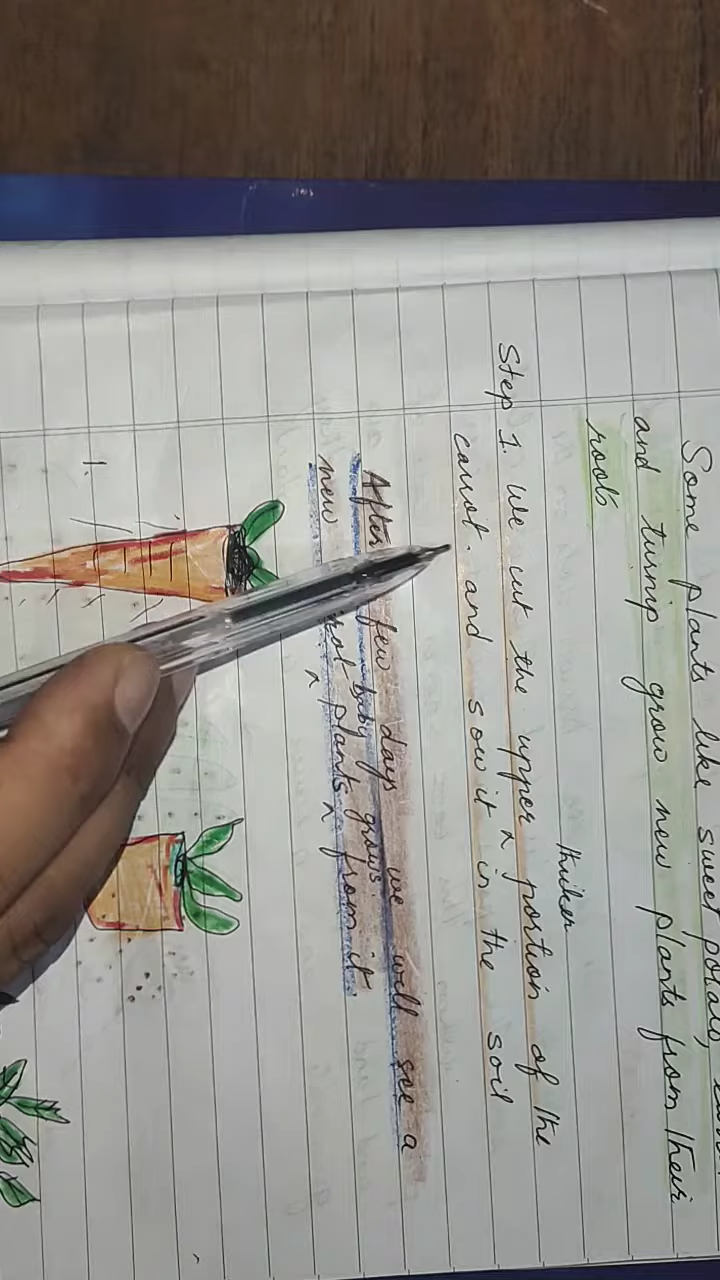 Some plants like sweet potato,
and turnip grow new plants from their
roots
thicker
Step 1. We cut the upper ^ portion of the
carrot. and sow it in the soil
After few days we will see a
baby grows
new plants from it
1.